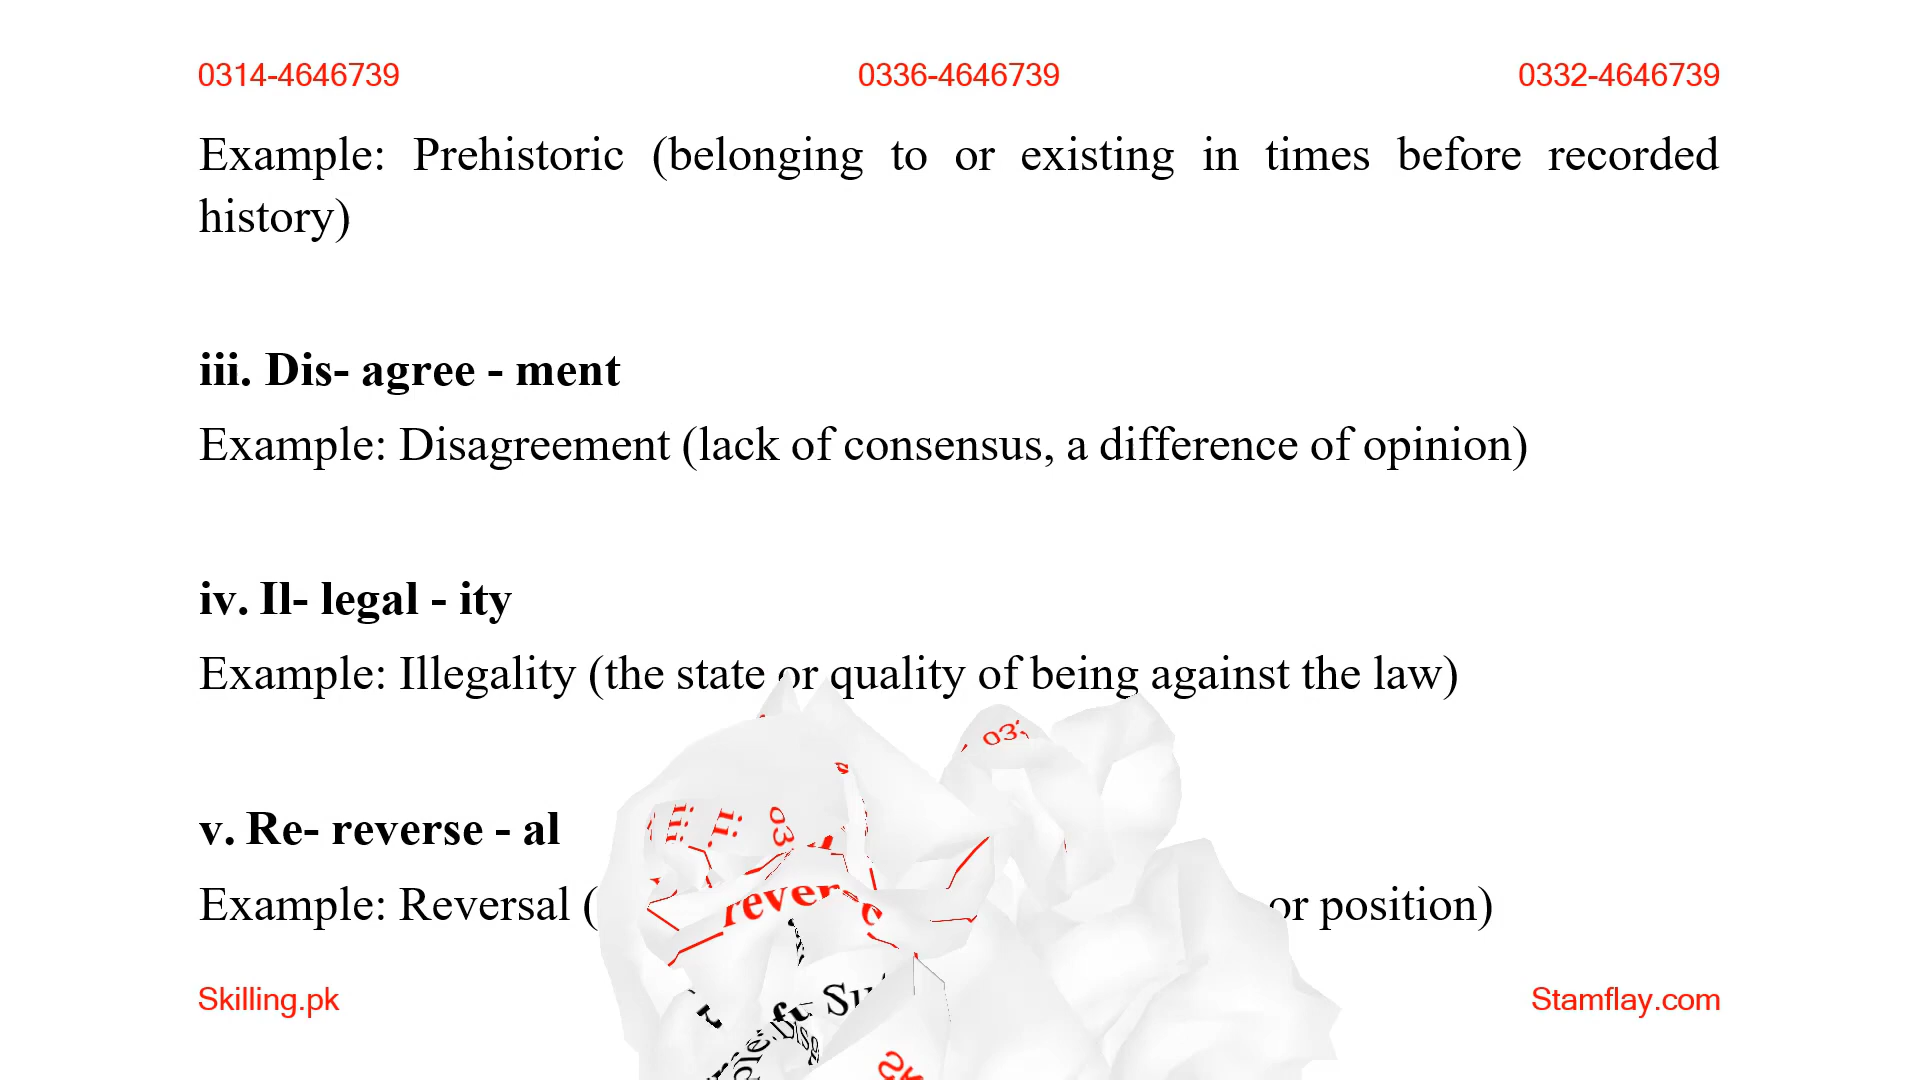 0314-4646739 0336-4646739 0332-4646739
Example: Prehistoric (belonging to or existing in times before recorded
history)
iii. Dis- agree - ment
Example: Disagreement (lack of consensus, a difference of opinion)
iv. Il- legal - ity
Example: Illegality (the state or quality of being against the law)
v. Re- reverse - al
Example: Reversal ( or position)
Skilling.pk Stamflay.com